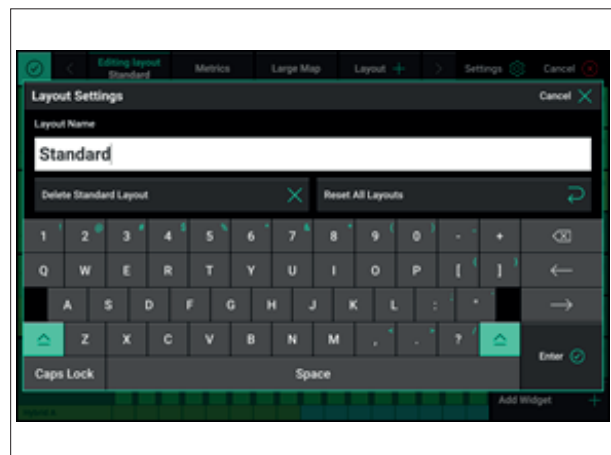 Editing layout
Standard
Metrics
Large Map
Layout +
Settings
Cancel
Layout Settings
Cancel
Layout Name
Standard
Delete Standard Layout
Reset All Layouts
1 ! 2 @ 3 # 4 $ 5 % 6 7 & 8 9 ( 0 ) - +
Q W E R T Y U I O P [ { ] }
A S D F G H J K L : "
Z X C V B N M , < . > ? /
Enter
Caps Lock
Space
Add Widget +
Hybrid A